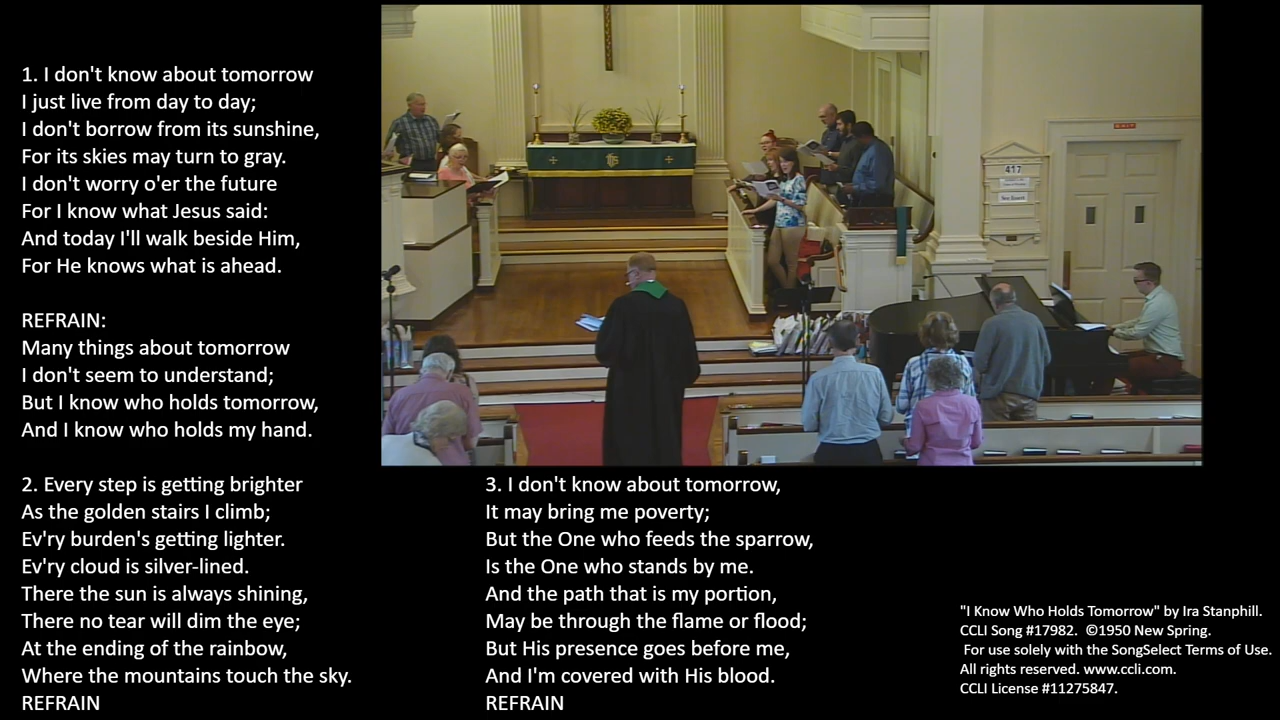 1. I don't know about tomorrow
I just live from day to day;
I don't borrow from its sunshine,
For its skies may turn to gray.
I don't worry o'er the future
For I know what Jesus said:
And today I'll walk beside Him,
For He knows what is ahead.
REFRAIN:
Many things about tomorrow
I don't seem to understand;
But I know who holds tomorrow,
And I know who holds my hand.
2. Every step is getting brighter
As the golden stairs I climb;
Ev'ry burden's getting lighter.
Ev'ry cloud is silver-lined.
There the sun is always shining,
There no tear will dim the eye;
At the ending of the rainbow,
Where the mountains touch the sky.
REFRAIN
3. I don't know about tomorrow,
It may bring me poverty;
But the One who feeds the sparrow,
Is the One who stands by me.
And the path that is my portion,
May be through the flame or flood;
But His presence goes before me,
And I'm covered with His blood.
REFRAIN
"I Know Who Holds Tomorrow" by Ira Stanphill.
CCLI Song #17982. ©1950 New Spring.
For use solely with the SongSelect Terms of Use.
All rights reserved. www.ccli.com.
CCLI License #11275847.
EXIT
417